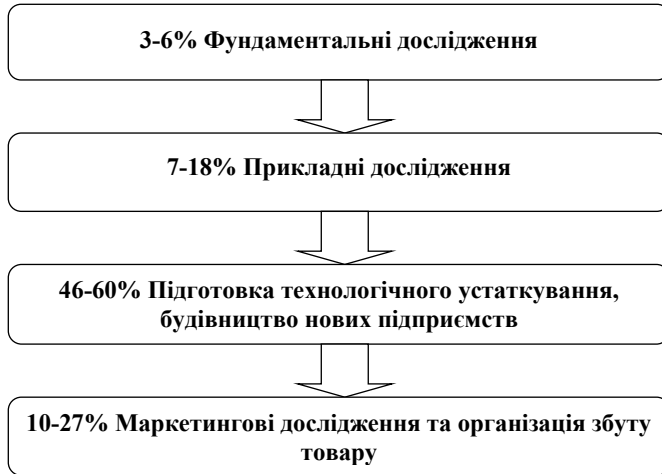 3-6% Фундаментальні дослідження
7-18% Прикладні дослідження
46-60% Підготовка технологічного устаткування,
будівництво нових підприємств
10-27% Маркетингові дослідження та організація збуту
товару